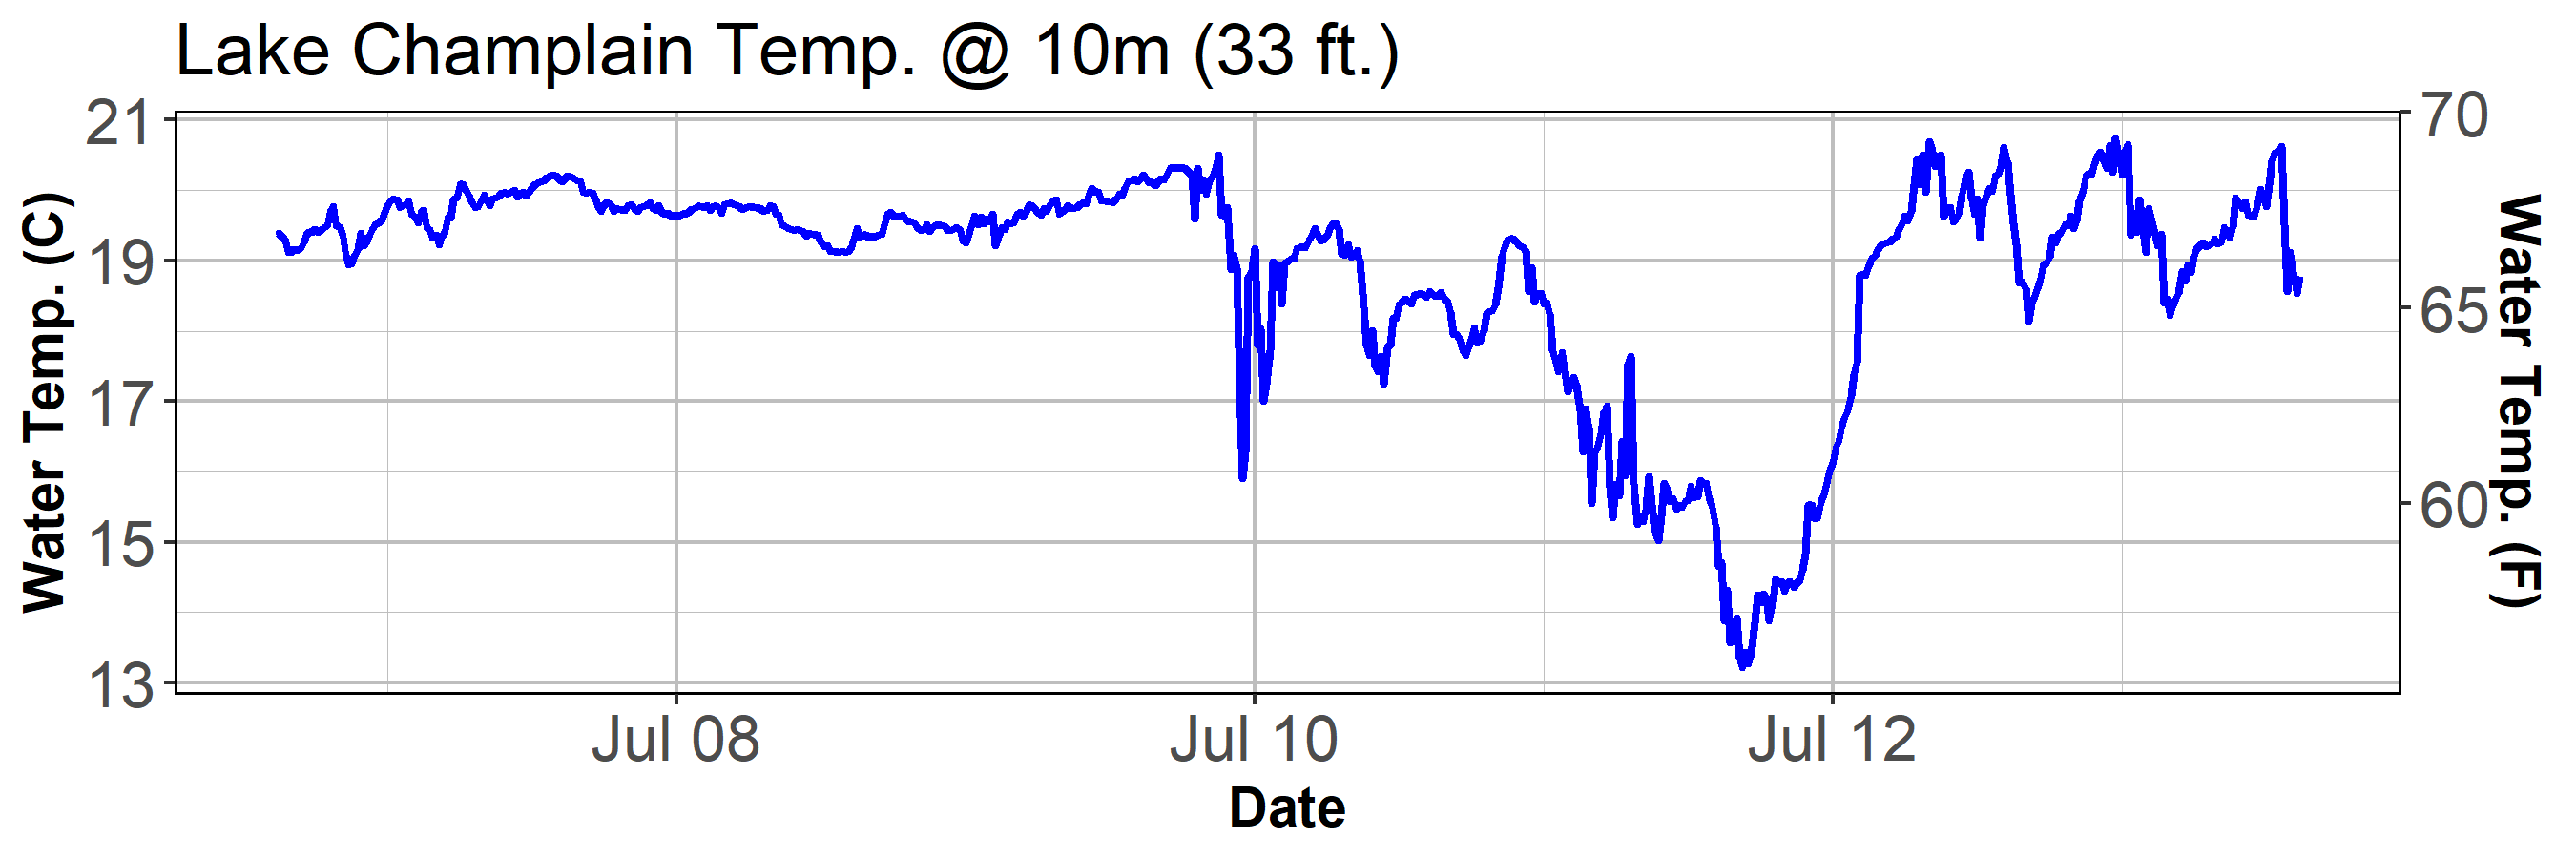 Lake Champlain Temp. @ 10m (33 ft.)
21
19
17
15
13
Water Temp. (C)
70
65
60
Water Temp. (F)
Jul 08
Jul 10
Jul 12
Date